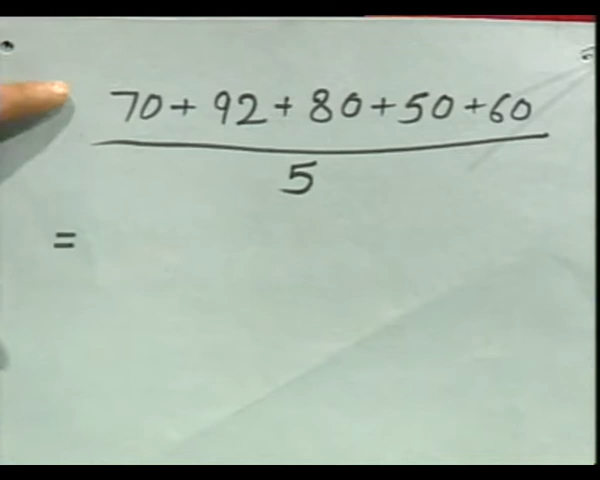 70+ 92 + 80 + 50 + 60
5
=